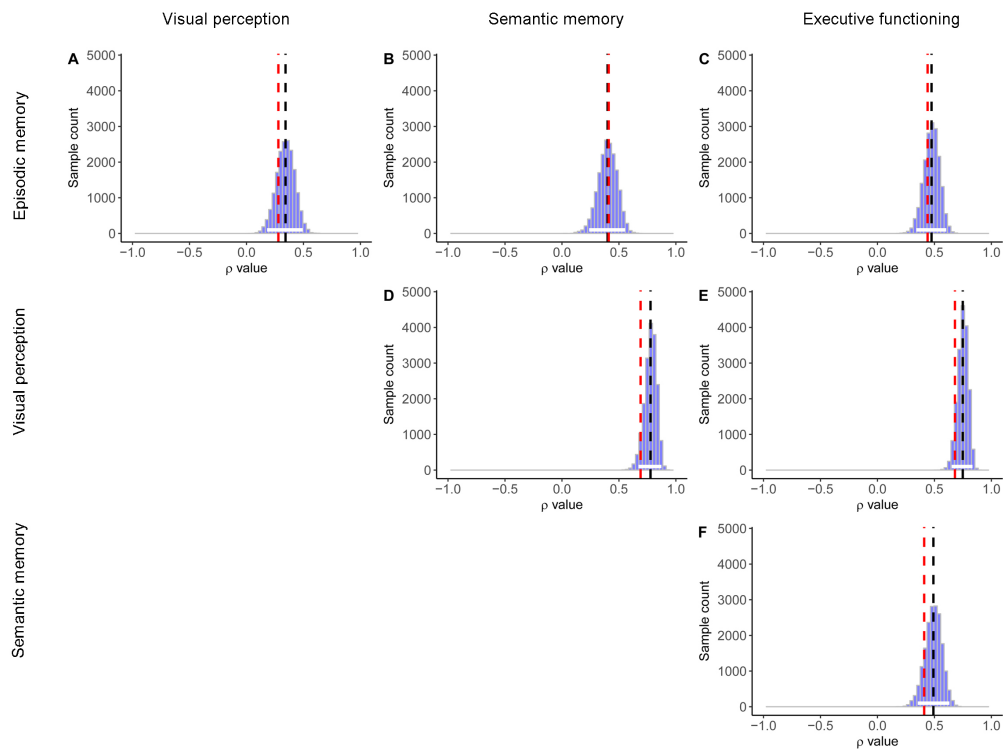 Visual perception Semantic memory Executive functioning
Episodic memory
A
5000
4000
3000
2000
1000
0
Sample count
−1.0 −0.5 0.0 0.5 1.0
ρ value
B
5000
4000
3000
2000
1000
0
Sample count
−1.0 −0.5 0.0 0.5 1.0
ρ value
C
5000
4000
3000
2000
1000
0
Sample count
−1.0 −0.5 0.0 0.5 1.0
ρ value
Visual perception
D
5000
4000
3000
2000
1000
0
Sample count
−1.0 −0.5 0.0 0.5 1.0
ρ value
E
5000
4000
3000
2000
1000
0
Sample count
−1.0 −0.5 0.0 0.5 1.0
ρ value
Semantic memory
F
5000
4000
3000
2000
1000
0
Sample count
−1.0 −0.5 0.0 0.5 1.0
ρ value